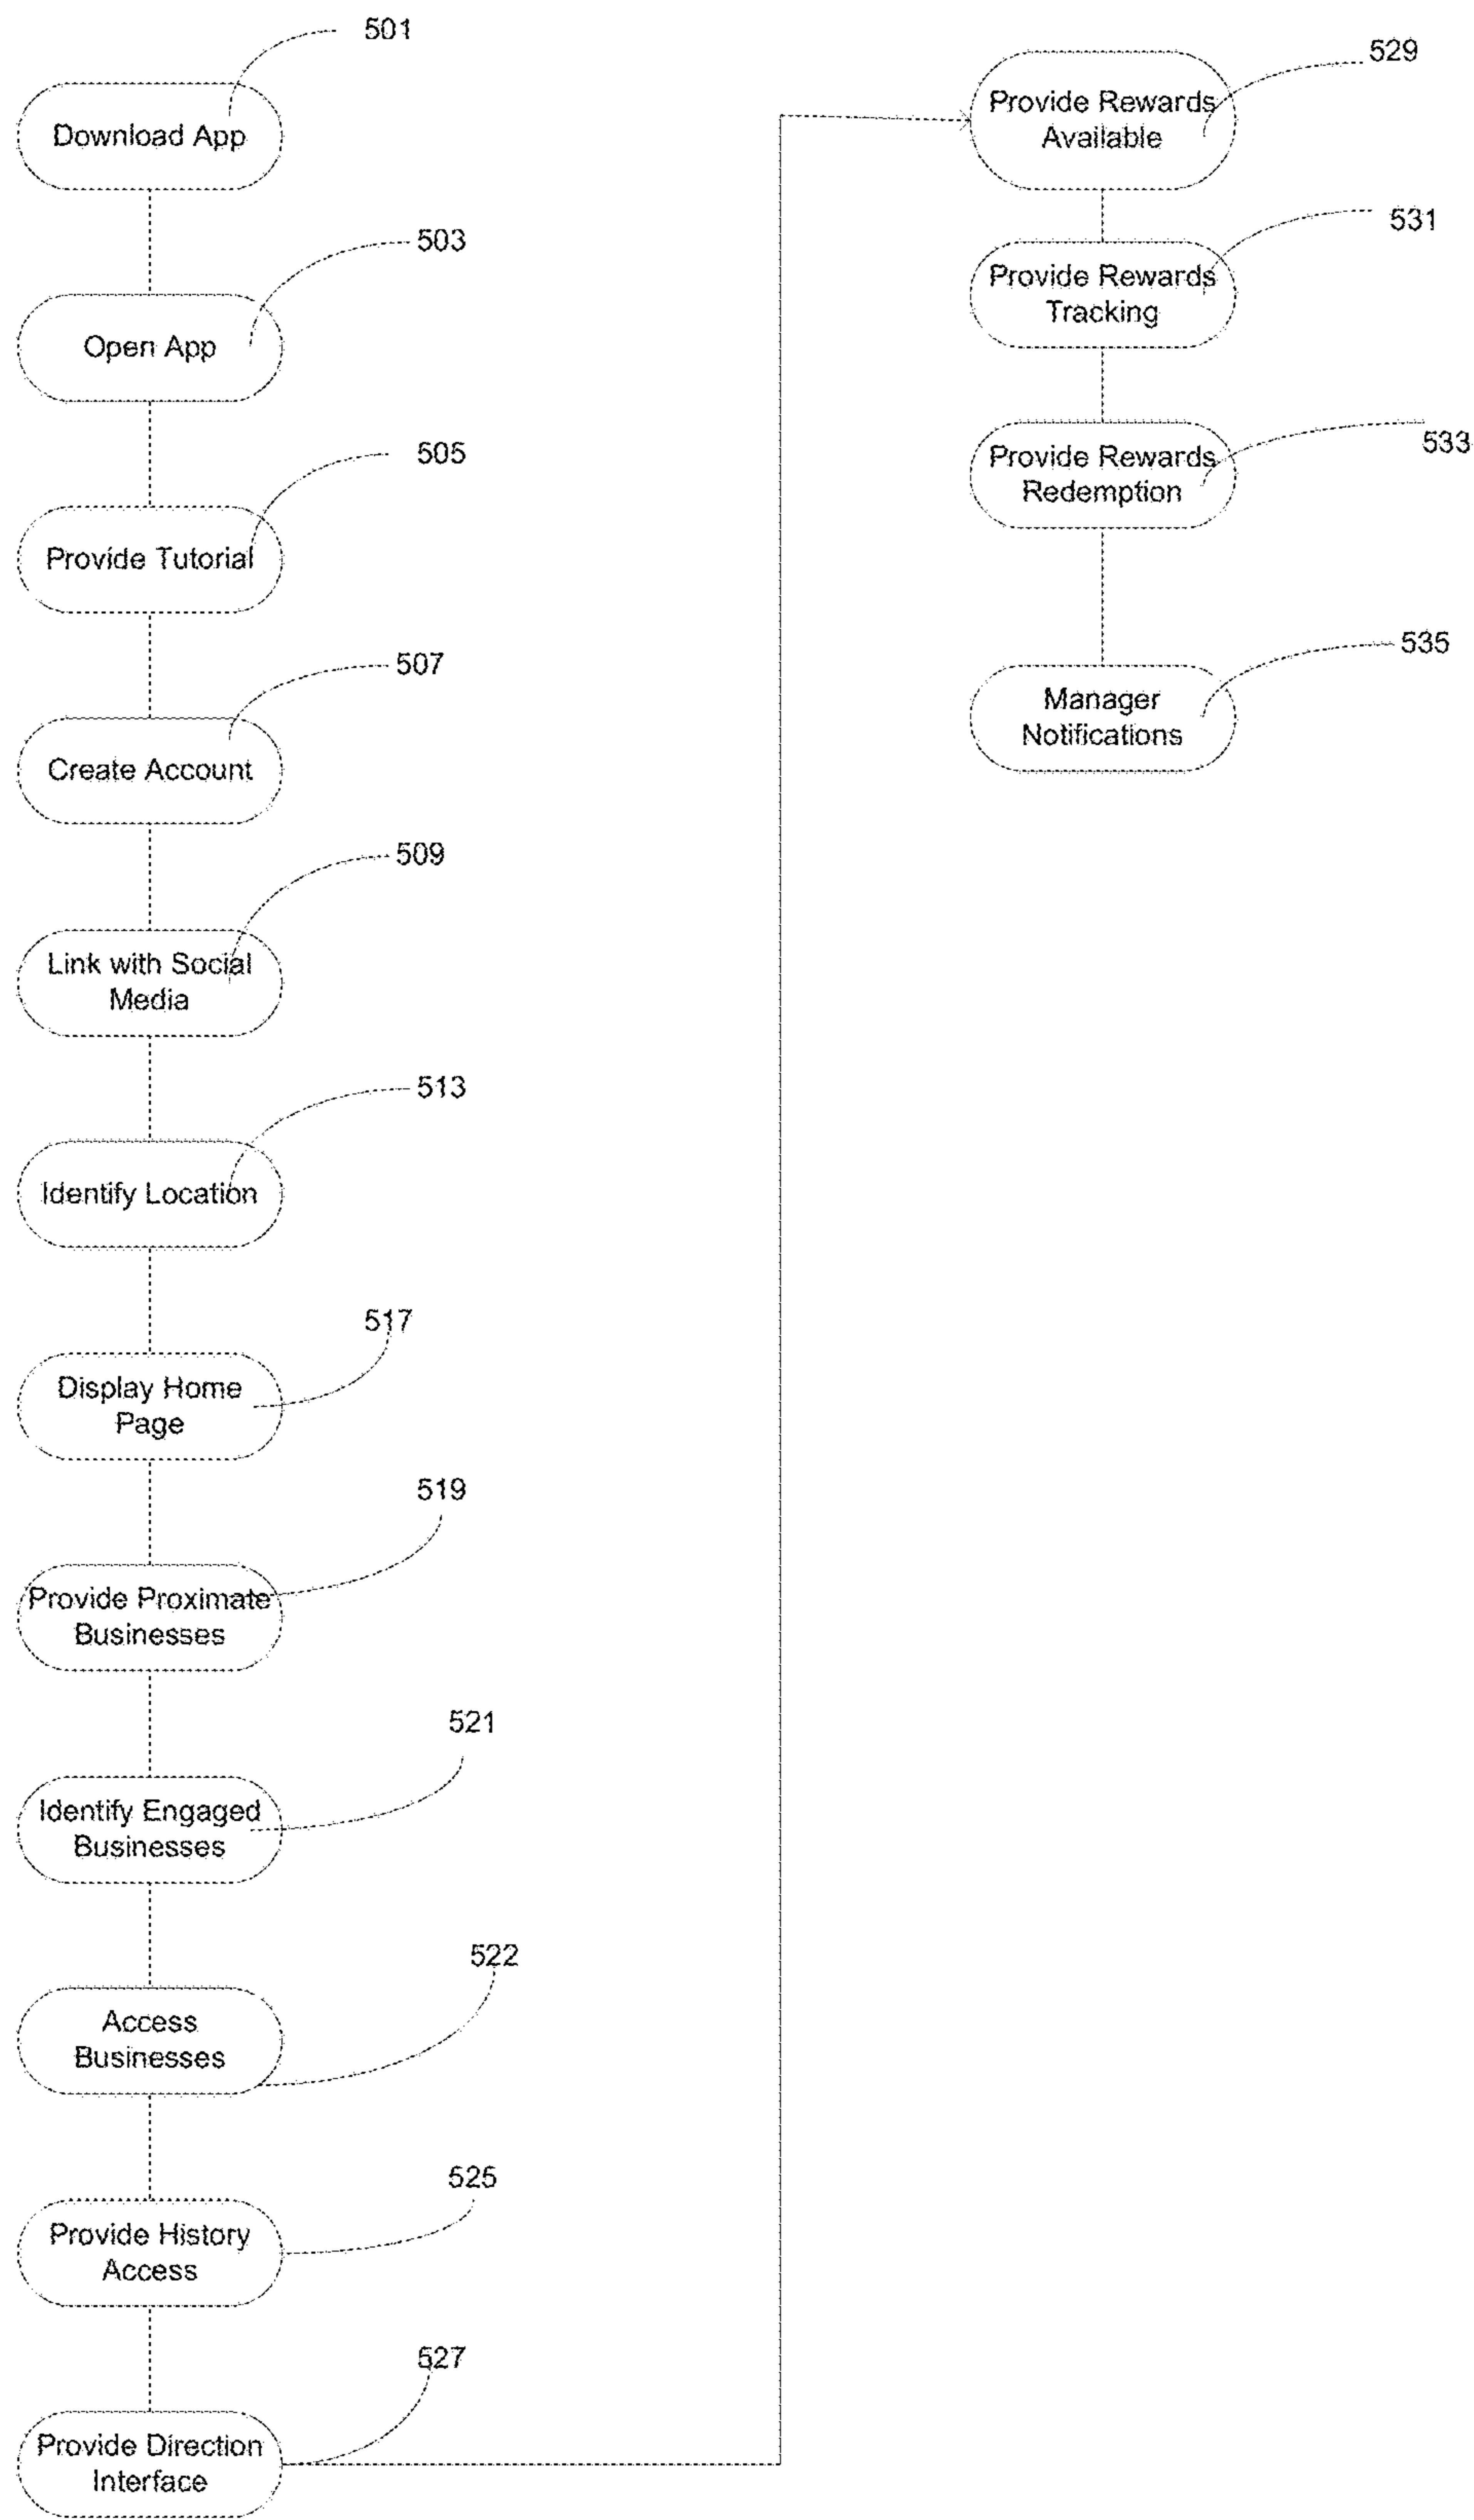 501
Download App
503
Open App
505
Provide Tutorial
507
Create Account
509
Link with Social
Media
513
Identify Location
517
Display Home
Page
519
Provide Proximate
Businesses
521
Identify Engaged
Businesses
522
Access
Businesses
525
Provide History
Access
527
Provide Direction
Interface
529
Provide Rewards
Available
531
Provide Rewards
Tracking
533
Provide Rewards
Redemption
535
Manager
Notifications